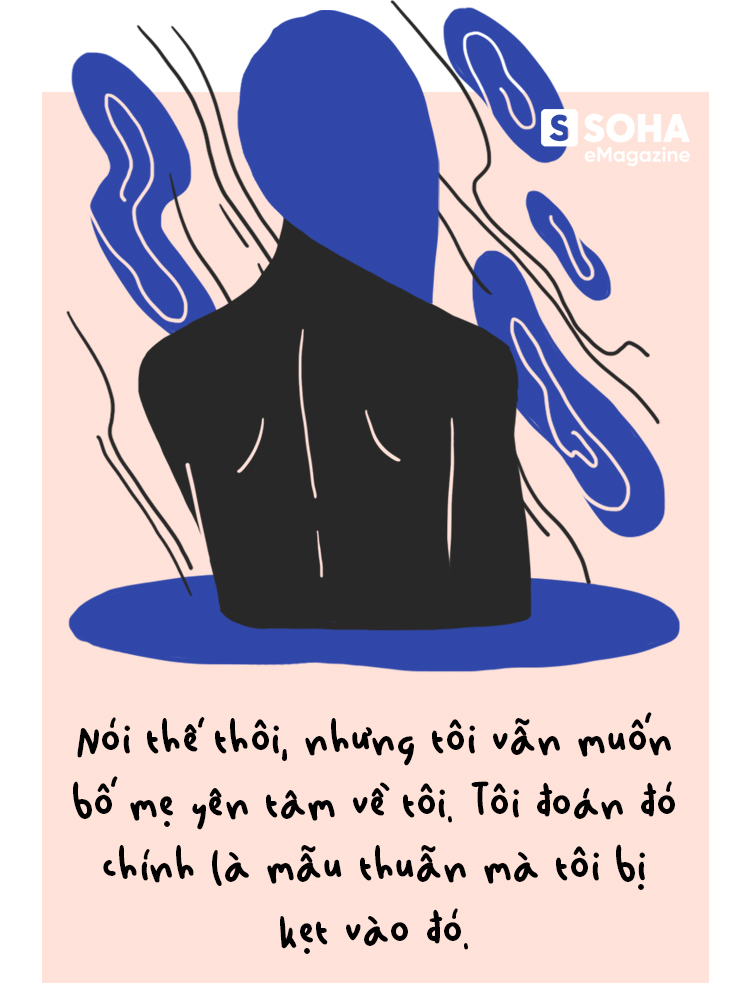 S SOHA
eMagazine
Nói thế thôi, nhưng tôi vẫn muốn
bố mẹ yên tâm về tôi. Tôi đoán đó
chính là mẫu thuẫn mà tôi bị
kẹt vào đó.